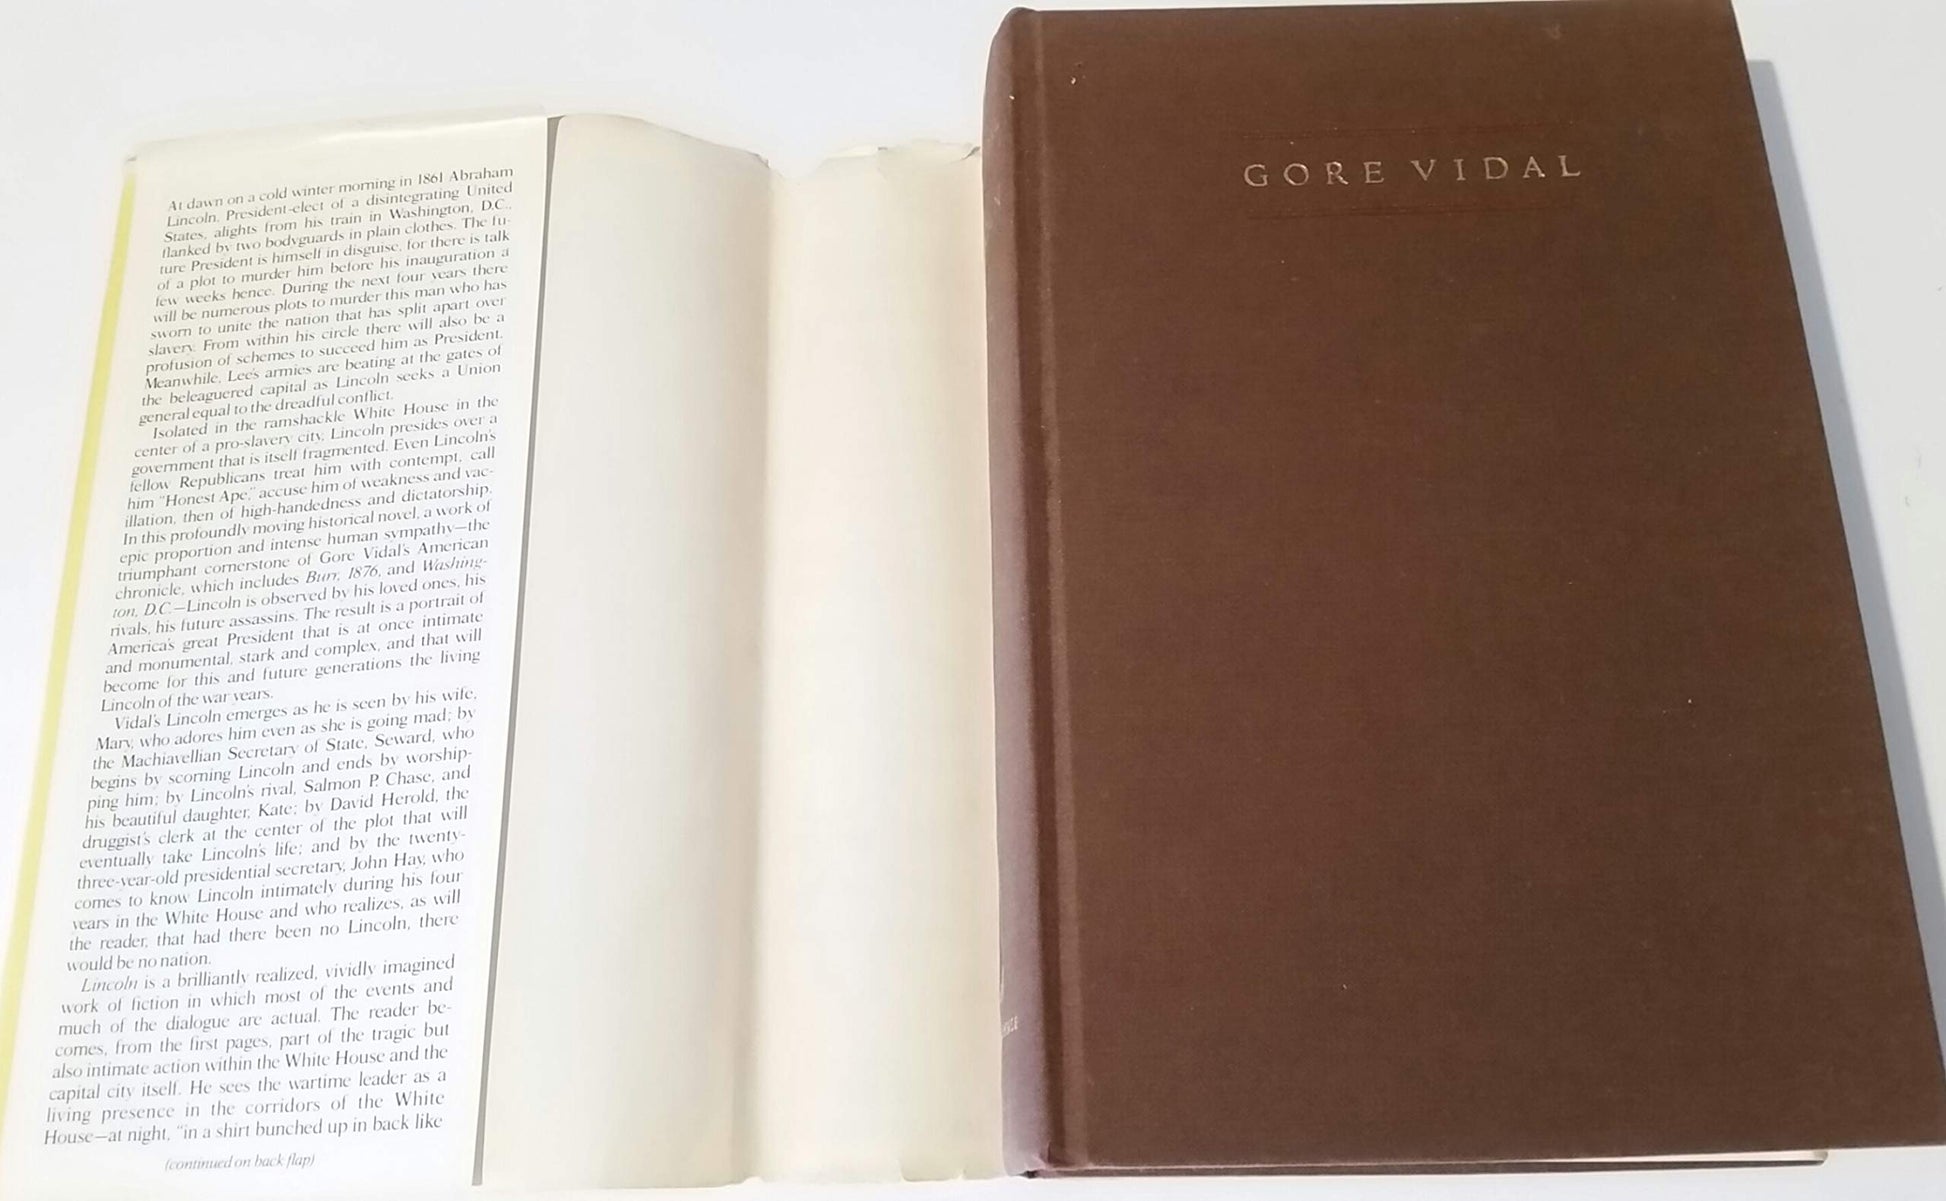 At dawn on a cold winter morning in 1861 Abraham
Lincoln, President-elect of a disintegrating United
States, alights from his train in Washington, D.C.,
flanked by two bodyguards in plain clothes. The fu-
ture President is himself in disguise, for there is talk
of a plot to murder him before his inauguration a
few weeks hence. During the next four years there
will be numerous plots to murder this man who has
sworn to unite the nation that has split apart over
slavery. From within his circle there will also be a
profusion of schemes to succeed him as President.
Meanwhile, Lee's armies are beating at the gates of
the beleaguered capital as Lincoln seeks a Union
general equal to the dreadful conflict.
Isolated in the ramshackle White House in the
center of a pro-slavery city, Lincoln presides over a
government that is itself fragmented. Even Lincoln's
fellow Republicans treat him with contempt, call
him "Honest Ape," accuse him of weakness and vac-
illation, then of high-handedness and dictatorship.
In this profoundly moving historical novel, a work of
epic proportion and intense human sympathy—the
triumphant cornerstone of Gore Vidal's American
chronicle, which includes Burr, 1876, and Washing-
ton, D.C.—Lincoln is observed by his loved ones, his
rivals, his future assassins. The result is a portrait of
America's great President that is at once intimate
and monumental, stark and complex, and that will
become for this and future generations the living
Lincoln of the war years.
Vidal's Lincoln emerges as he is seen by his wife,
Mary, who adores him even as she is going mad; by
the Machiavellian Secretary of State, Seward, who
begins by scorning Lincoln and ends by worship-
ping him; by Lincoln's rival, Salmon P. Chase, and
his beautiful daughter, Kate; by David Herold, the
druggist's clerk at the center of the plot that will
eventually take Lincoln's life; and by the twenty-
three-year-old presidential secretary, John Hay, who
comes to know Lincoln intimately during his four
years in the White House and who realizes, as will
the reader, that had there been no Lincoln, there
would be no nation.
Lincoln is a brilliantly realized, vividly imagined
work of fiction in which most of the events and
much of the dialogue are actual. The reader be-
comes, from the first pages, part of the tragic but
also intimate action within the White House and the
capital city itself. He sees the wartime leader as a
living presence in the corridors of the White
House—at night, "in a shirt bunched up in back like
(continued on back flap)
GORE VIDAL